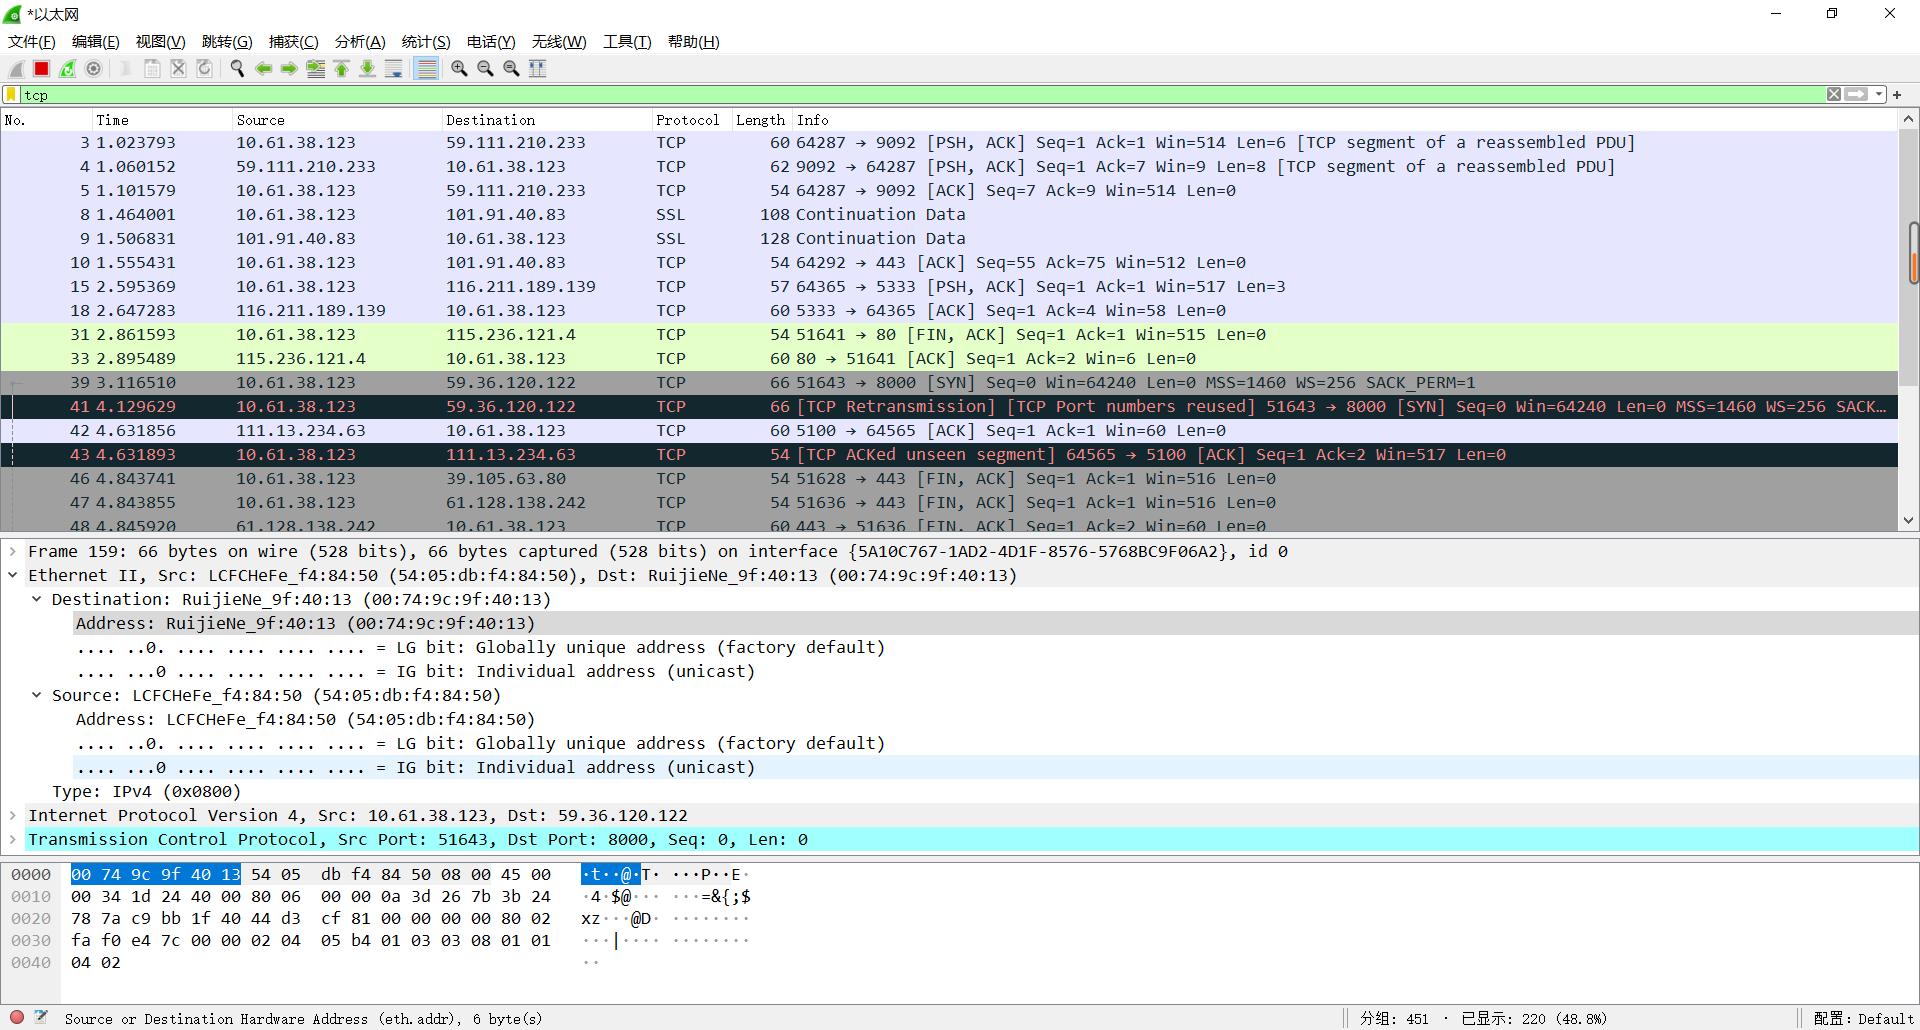 *以太网
文件(F) 编辑(E) 视图(V) 跳转(G) 捕获(C) 分析(A) 统计(S) 电话(Y) 无线(W) 工具(T) 帮助(H)
tcp
No. Time Source Destination Protocol Length Info
3 1.023793 10.61.38.123 59.111.210.233 TCP 60 64287 → 9092 [PSH, ACK] Seq=1 Ack=1 Win=514 Len=6 [TCP segment of a reassembled PDU]
4 1.060152 59.111.210.233 10.61.38.123 TCP 62 9092 → 64287 [PSH, ACK] Seq=1 Ack=7 Win=9 Len=8 [TCP segment of a reassembled PDU]
5 1.101579 10.61.38.123 59.111.210.233 TCP 54 64287 → 9092 [ACK] Seq=7 Ack=9 Win=514 Len=0
8 1.464001 10.61.38.123 101.91.40.83 SSL 108 Continuation Data
9 1.506831 101.91.40.83 10.61.38.123 SSL 128 Continuation Data
10 1.555431 10.61.38.123 101.91.40.83 TCP 54 64292 → 443 [ACK] Seq=55 Ack=75 Win=512 Len=0
15 2.595369 10.61.38.123 116.211.189.139 TCP 57 64365 → 5333 [PSH, ACK] Seq=1 Ack=1 Win=517 Len=3
18 2.647283 116.211.189.139 10.61.38.123 TCP 60 5333 → 64365 [ACK] Seq=1 Ack=4 Win=58 Len=0
31 2.861593 10.61.38.123 115.236.121.4 TCP 54 51641 → 80 [FIN, ACK] Seq=1 Ack=1 Win=515 Len=0
33 2.895489 115.236.121.4 10.61.38.123 TCP 60 80 → 51641 [ACK] Seq=1 Ack=2 Win=6 Len=0
39 3.116510 10.61.38.123 59.36.120.122 TCP 66 51643 → 8000 [SYN] Seq=0 Win=64240 Len=0 MSS=1460 WS=256 SACK_PERM=1
41 4.129629 10.61.38.123 59.36.120.122 TCP 66 [TCP Retransmission] [TCP Port numbers reused] 51643 → 8000 [SYN] Seq=0 Win=64240 Len=0 MSS=1460 WS=256 SACK…
42 4.631856 111.13.234.63 10.61.38.123 TCP 60 5100 → 64565 [ACK] Seq=1 Ack=1 Win=60 Len=0
43 4.631893 10.61.38.123 111.13.234.63 TCP 54 [TCP ACKed unseen segment] 64565 → 5100 [ACK] Seq=1 Ack=2 Win=517 Len=0
46 4.843741 10.61.38.123 39.105.63.80 TCP 54 51628 → 443 [FIN, ACK] Seq=1 Ack=1 Win=516 Len=0
47 4.843855 10.61.38.123 61.128.138.242 TCP 54 51636 → 443 [FIN, ACK] Seq=1 Ack=1 Win=516 Len=0
48 4.845920 61.128.138.242 10.61.38.123 TCP 60 443 → 51636 [FIN, ACK] Seq=1 Ack=2 Win=60 Len=0
Frame 159: 66 bytes on wire (528 bits), 66 bytes captured (528 bits) on interface {5A10C767-1AD2-4D1F-8576-5768BC9F06A2}, id 0
Ethernet II, Src: LCFCHeFe_f4:84:50 (54:05:db:f4:84:50), Dst: RuijieNe_9f:40:13 (00:74:9c:9f:40:13)
Destination: RuijieNe_9f:40:13 (00:74:9c:9f:40:13)
Address: RuijieNe_9f:40:13 (00:74:9c:9f:40:13)
.... ..0. .... .... .... .... = LG bit: Globally unique address (factory default)
.... ...0 .... .... .... .... = IG bit: Individual address (unicast)
Source: LCFCHeFe_f4:84:50 (54:05:db:f4:84:50)
Address: LCFCHeFe_f4:84:50 (54:05:db:f4:84:50)
.... ..0. .... .... .... .... = LG bit: Globally unique address (factory default)
.... ...0 .... .... .... .... = IG bit: Individual address (unicast)
Type: IPv4 (0x0800)
Internet Protocol Version 4, Src: 10.61.38.123, Dst: 59.36.120.122
Transmission Control Protocol, Src Port: 51643, Dst Port: 8000, Seq: 0, Len: 0
0000 00 74 9c 9f 40 13 54 05 db f4 84 50 08 00 45 00 ·t··@·T· ···P··E·
0010 00 34 1d 24 40 00 80 06 00 00 0a 3d 26 7b 3b 24 ·4·$@··· ···=&{;$
0020 78 7a c9 bb 1f 40 44 d3 cf 81 00 00 00 00 80 02 xz···@D· ········
0030 fa f0 e4 7c 00 00 02 04 05 b4 01 03 03 08 01 01 ···|···· ········
0040 04 02 ··
Source or Destination Hardware Address (eth.addr), 6 byte(s) 分组: 451 · 已显示: 220 (48.8%) 配置: Default